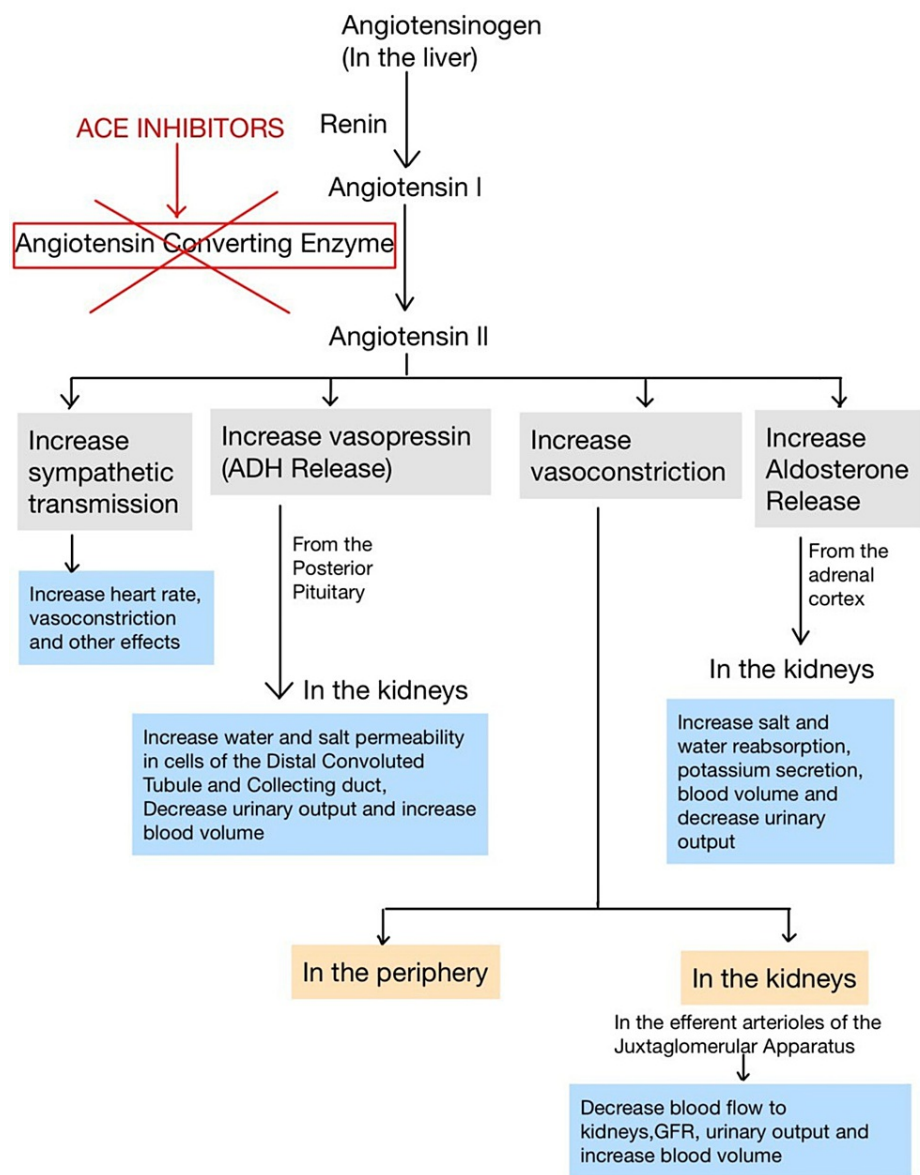 Angiotensinogen
(In the liver)
Renin
ACE INHIBITORS
Angiotensin I
Angiotensin Converting Enzyme
Angiotensin II
Increase
sympathetic
transmission
Increase vasopressin
(ADH Release)
Increase
vasoconstriction
Increase
Aldosterone
Release
Increase heart rate,
vasoconstriction
and other effects
From the
Posterior
Pituitary
From the
adrenal
cortex
In the kidneys
Increase water and salt permeability
in cells of the Distal Convoluted
Tubule and Collecting duct,
Decrease urinary output and increase
blood volume
In the kidneys
Increase salt and
water reabsorption,
potassium secretion,
blood volume and
decrease urinary
output
In the periphery
In the kidneys
In the efferent arterioles of the
Juxtaglomerular Apparatus
Decrease blood flow to
kidneys,GFR, urinary output and
increase blood volume